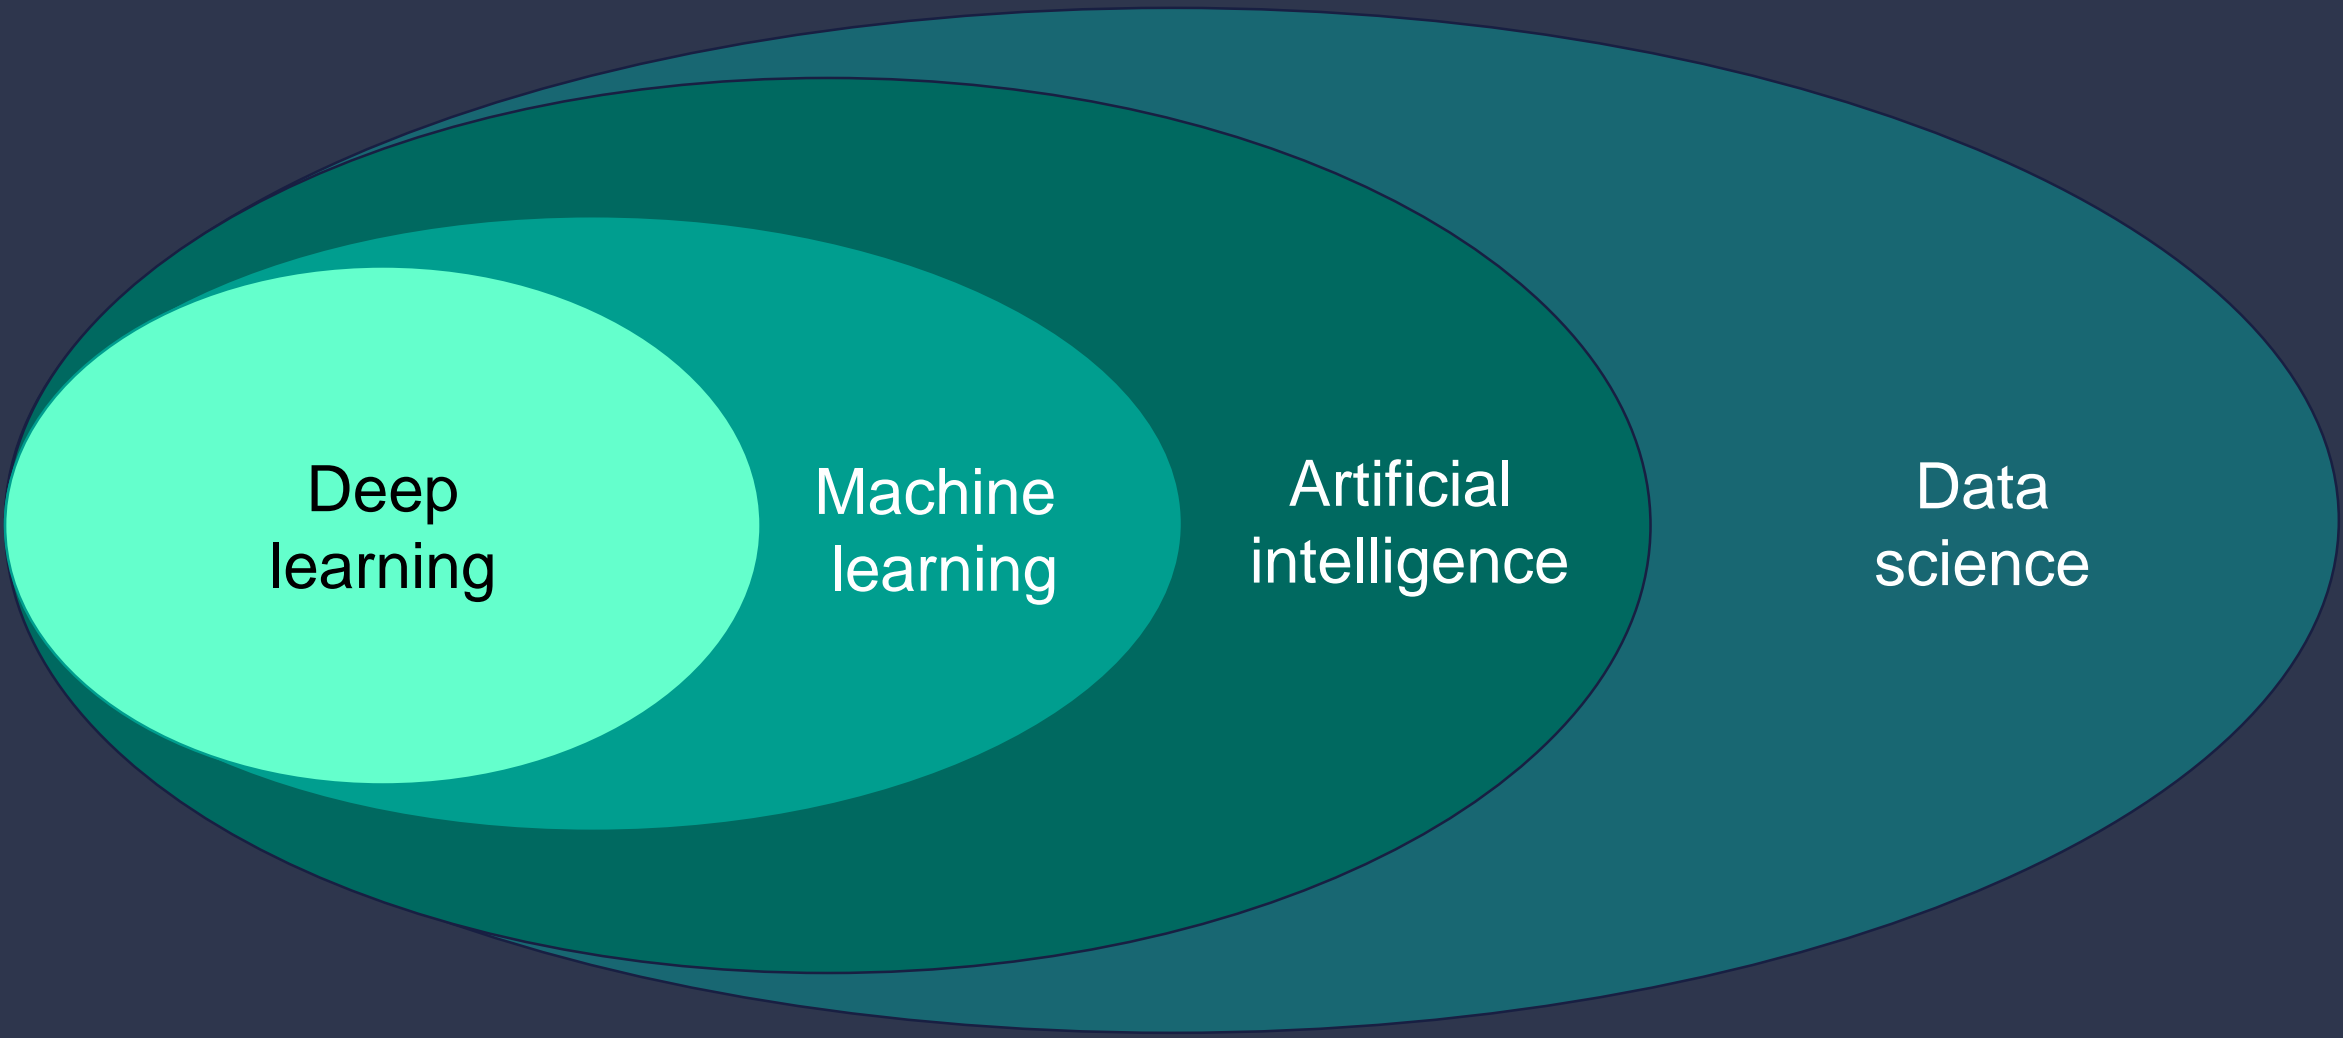 Deep
learning
Machine
learning
Artificial
intelligence
Data
science